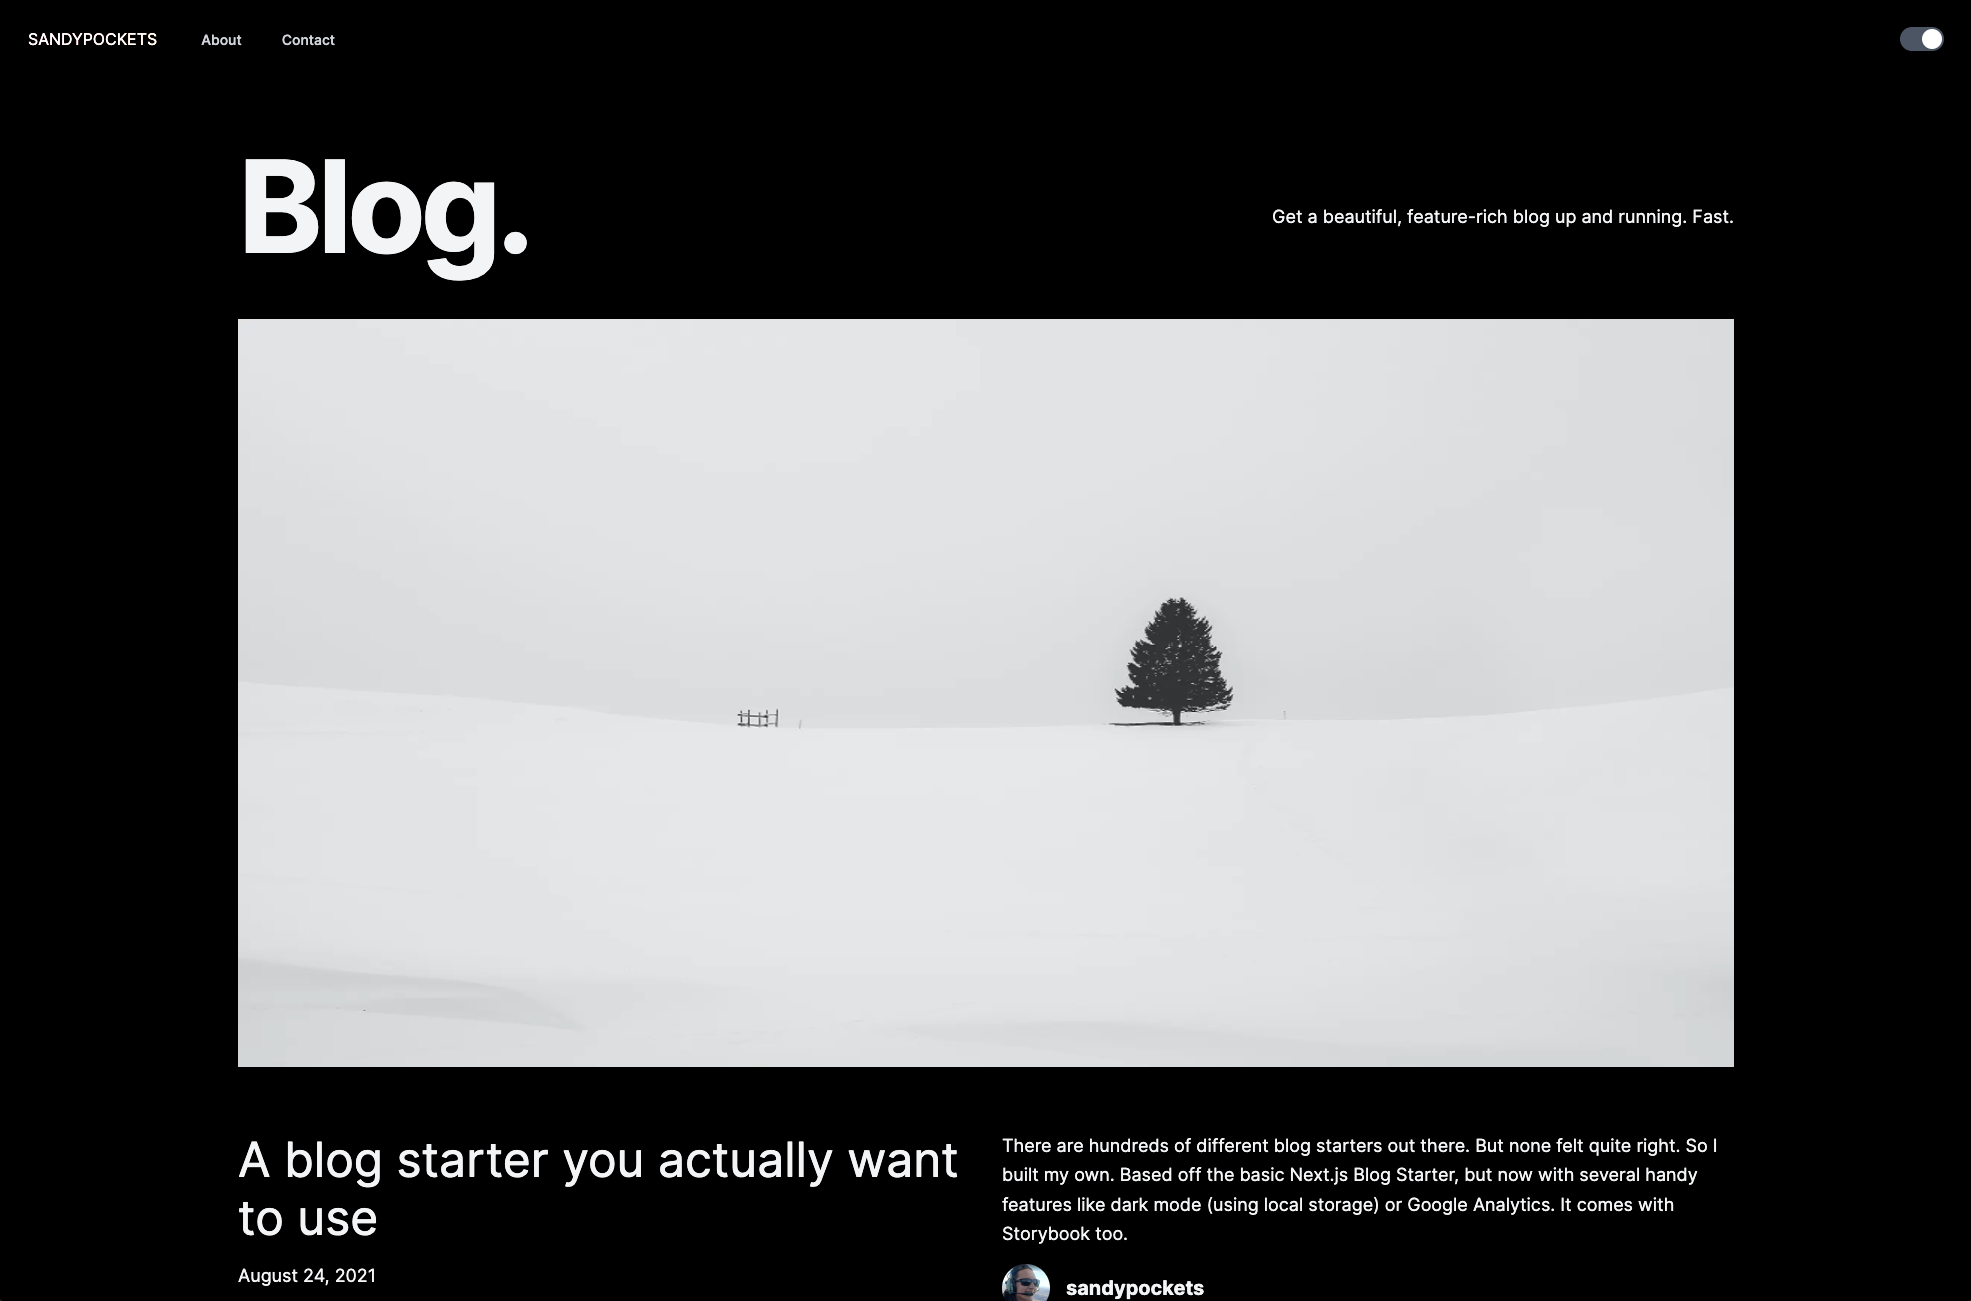 SANDYPOCKETS About Contact
Blog.
Get a beautiful, feature-rich blog up and running. Fast.
A blog starter you actually want
to use
August 24, 2021
There are hundreds of different blog starters out there. But none felt quite right. So I
built my own. Based off the basic Next.js Blog Starter, but now with several handy
features like dark mode (using local storage) or Google Analytics. It comes with
Storybook too.
sandypockets